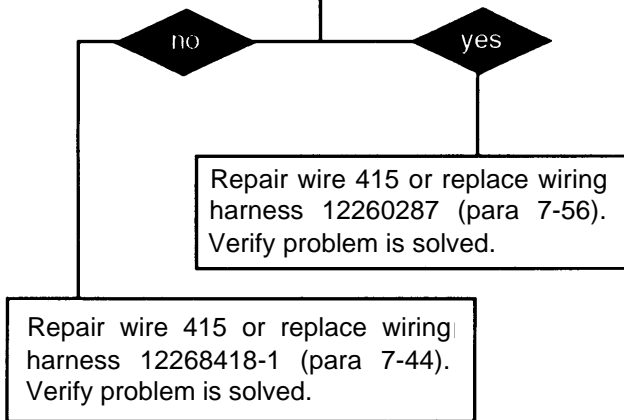 no
yes
Repair wire 415 or replace wiring
harness 12260287 (para 7-56).
Verify problem is solved.
Repair wire 415 or replace wiring
harness 12268418-1 (para 7-44).
Verify problem is solved.